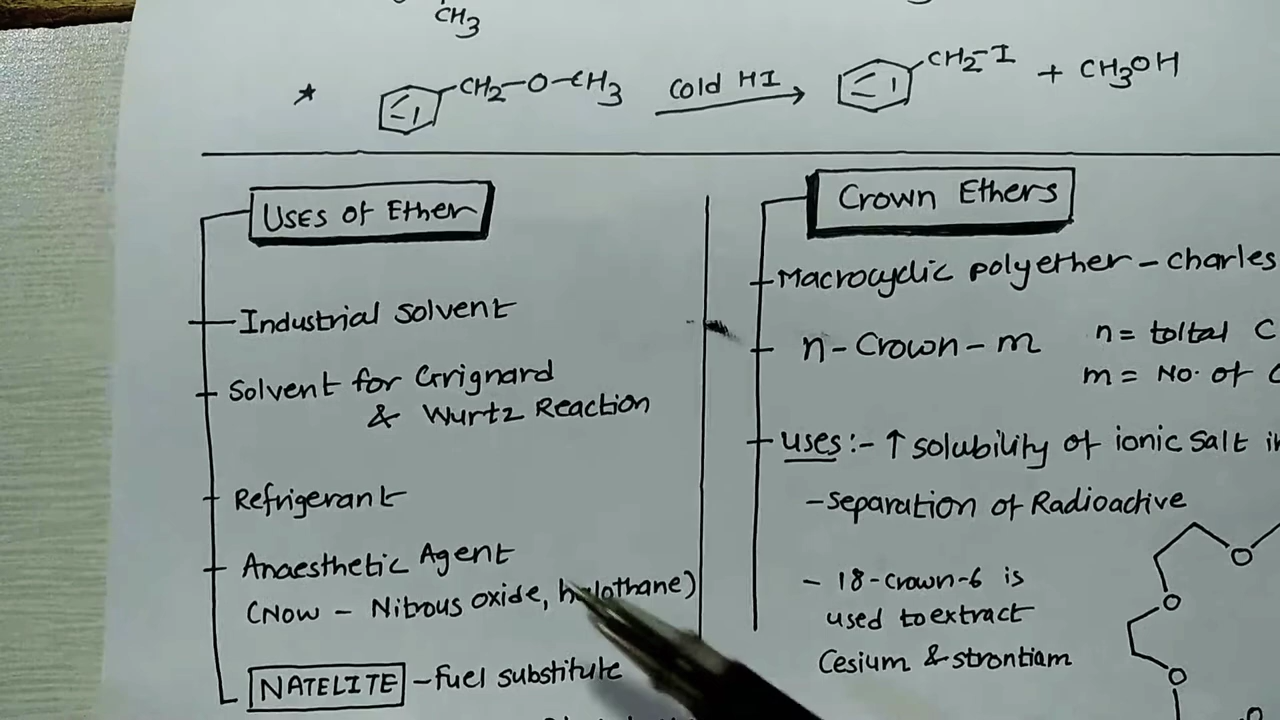 CH3
CH2-O-CH3 Cold HI CH2-I + CH3OH
Uses of Ether
Industrial solvent
Solvent for Grignard
& Wurtz Reaction
Refrigerant
Anaesthetic Agent
(Now - Nitrous oxide, halothane)
NATELITE - fuel substitute
Crown Ethers
Macrocyclic polyether - charles
n-Crown-m n= toltal C
m = No. of
uses :- ↑ solubility of ionic salt in
- separation of Radioactive
- 18-crown-6 is
used to extract
Cesium & strontiam
O
O
O